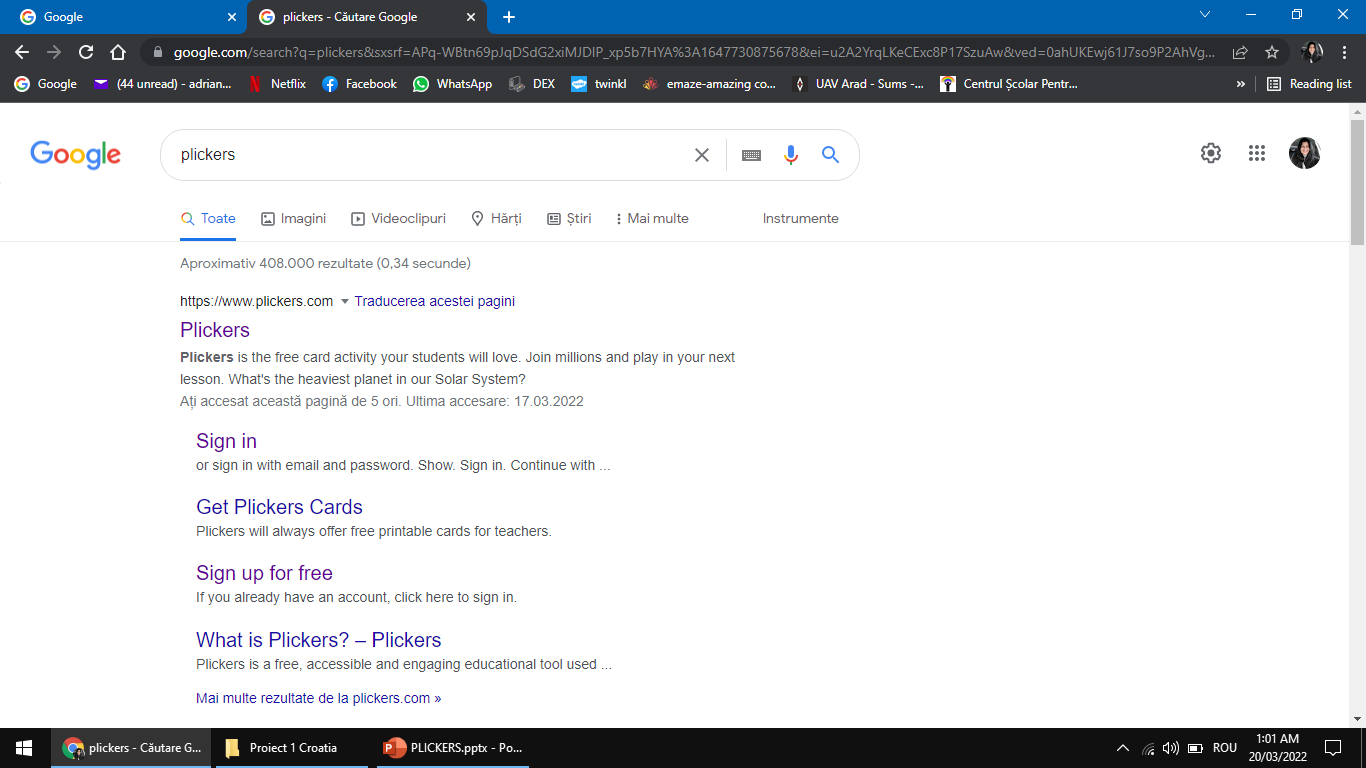 Google
plickers - Căutare Google
google.com/search?q=plickers&sxsrf=APq-WBtn69pJqDSdG2xiMJDIP_xp5b7HYA%3A1647730875678&ei=u2A2YrqLKeCExc8P17SzuAw&ved=0ahUKEwj61J7so9P2AhVg...
Google
(44 unread) - adrian...
Netflix
Facebook
WhatsApp
DEX
twinkl
emaze-amazing co...
UAV Arad - Sums -...
Centrul Școlar Pentr...
»
Reading list
Google
plickers
Toate
Imagini
Videoclipuri
Hărți
Știri
Mai multe
Instrumente
Aproximativ 408.000 rezultate (0,34 secunde)
https://www.plickers.com
Traducerea acestei pagini
Plickers
Plickers is the free card activity your students will love. Join millions and play in your next
lesson. What's the heaviest planet in our Solar System?
Ați accesat această pagină de 5 ori. Ultima accesare: 17.03.2022
Sign in
or sign in with email and password. Show. Sign in. Continue with ...
Get Plickers Cards
Plickers will always offer free printable cards for teachers.
Sign up for free
If you already have an account, click here to sign in.
What is Plickers? – Plickers
Plickers is a free, accessible and engaging educational tool used ...
Mai multe rezultate de la plickers.com »
plickers - Căutare G...
Proiect 1 Croatia
PLICKERS.pptx - Po...
ROU
1:01 AM
20/03/2022